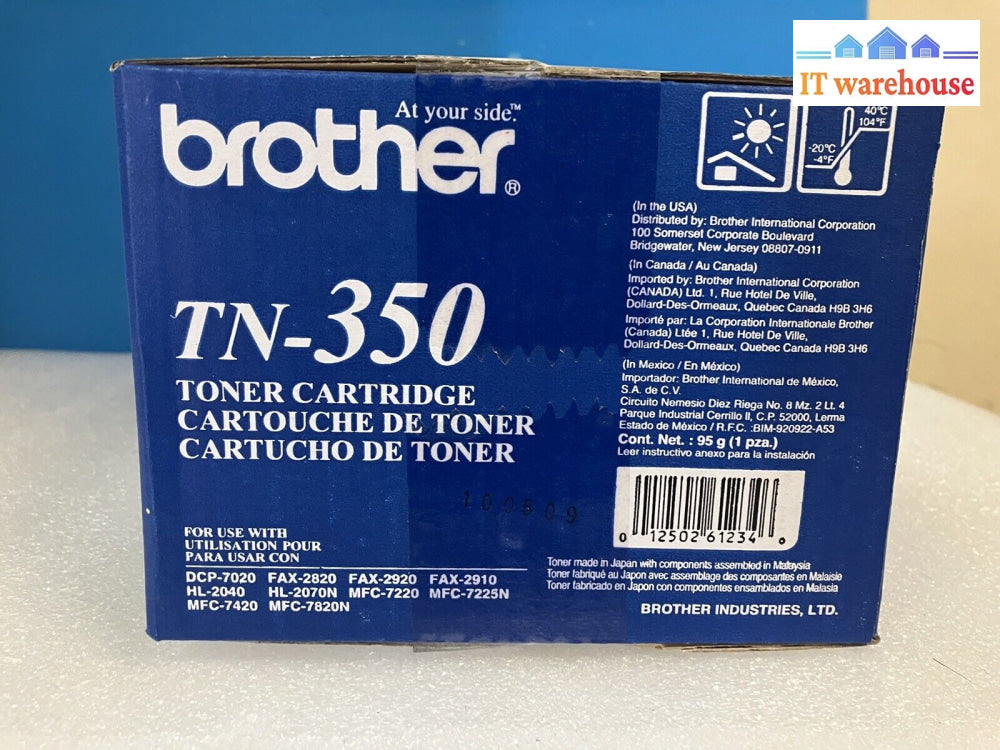 IT warehouse
At your side.™
brother®
40°C
104°F
-20°C
-4°F
(In the USA)
Distributed by: Brother International Corporation
100 Somerset Corporate Boulevard
Bridgewater, New Jersey 08807-0911
(In Canada / Au Canada)
Imported by: Brother International Corporation
(CANADA) Ltd. 1, Rue Hotel De Ville,
Dollard-Des-Ormeaux, Quebec Canada H9B 3H6
Importé par: La Corporation Internationale Brother
(Canada) Ltée 1, Rue Hotel De Ville,
Dollard-Des-Ormeaux, Quebec Canada H9B 3H6
(In Mexico / En México)
Importador: Brother International de México,
S.A. de C.V.
Circuito Nemesio Diez Riega No. 8 Mz. 2 Lt. 4
Parque Industrial Cerrillo II, C.P. 52000, Lerma
Estado de México / R.F.C. :BIM-920922-A53
Cont. Net. : 95 g (1 pza.)
Leer instructivo anexo para la instalación
TN-350
TONER CARTRIDGE
CARTOUCHE DE TONER
CARTUCHO DE TONER
100609
0 12502 61234 0
FOR USE WITH
UTILISATION POUR
PARA USAR CON
DCP-7020 FAX-2820 FAX-2920 FAX-2910
HL-2040 HL-2070N MFC-7220 MFC-7225N
MFC-7420 MFC-7820N
Toner made in Japan with components assembled in Malaysia
Toner fabriqué au Japon avec assemblage des composantes en Malaisie
Toner fabricado en Japon con componentes ensamblados en Malasia
BROTHER INDUSTRIES, LTD.